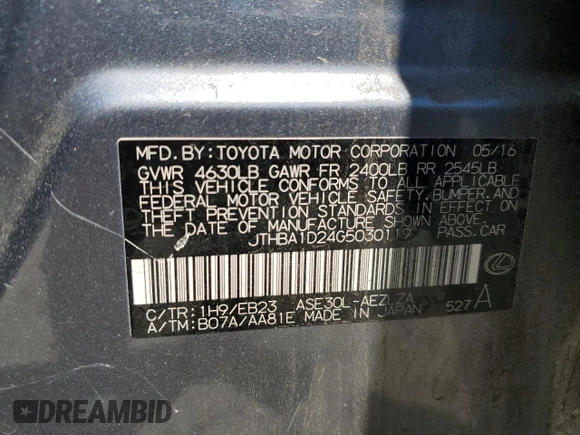 MFD.BY:TOYOTA MOTOR CORPORATION 05/16
GVWR 4630LB GAWR FR 2400LB RR 2545LB
THIS VEHICLE CONFORMS TO ALL APPLICABLE
FEDERAL MOTOR VEHICLE SAFETY,BUMPER,AND
THEFT PREVENTION STANDARDS IN EFFECT ON
THE DATE OF MANUFACTURE SHOWN ABOVE.
JTHBA1D24G5030119 PASS.CAR
C/TR:1H9/EB23 ASE30L-AEZLZA
A/TM:B07A/AA81E MADE IN JAPAN 527A
DREAMBID